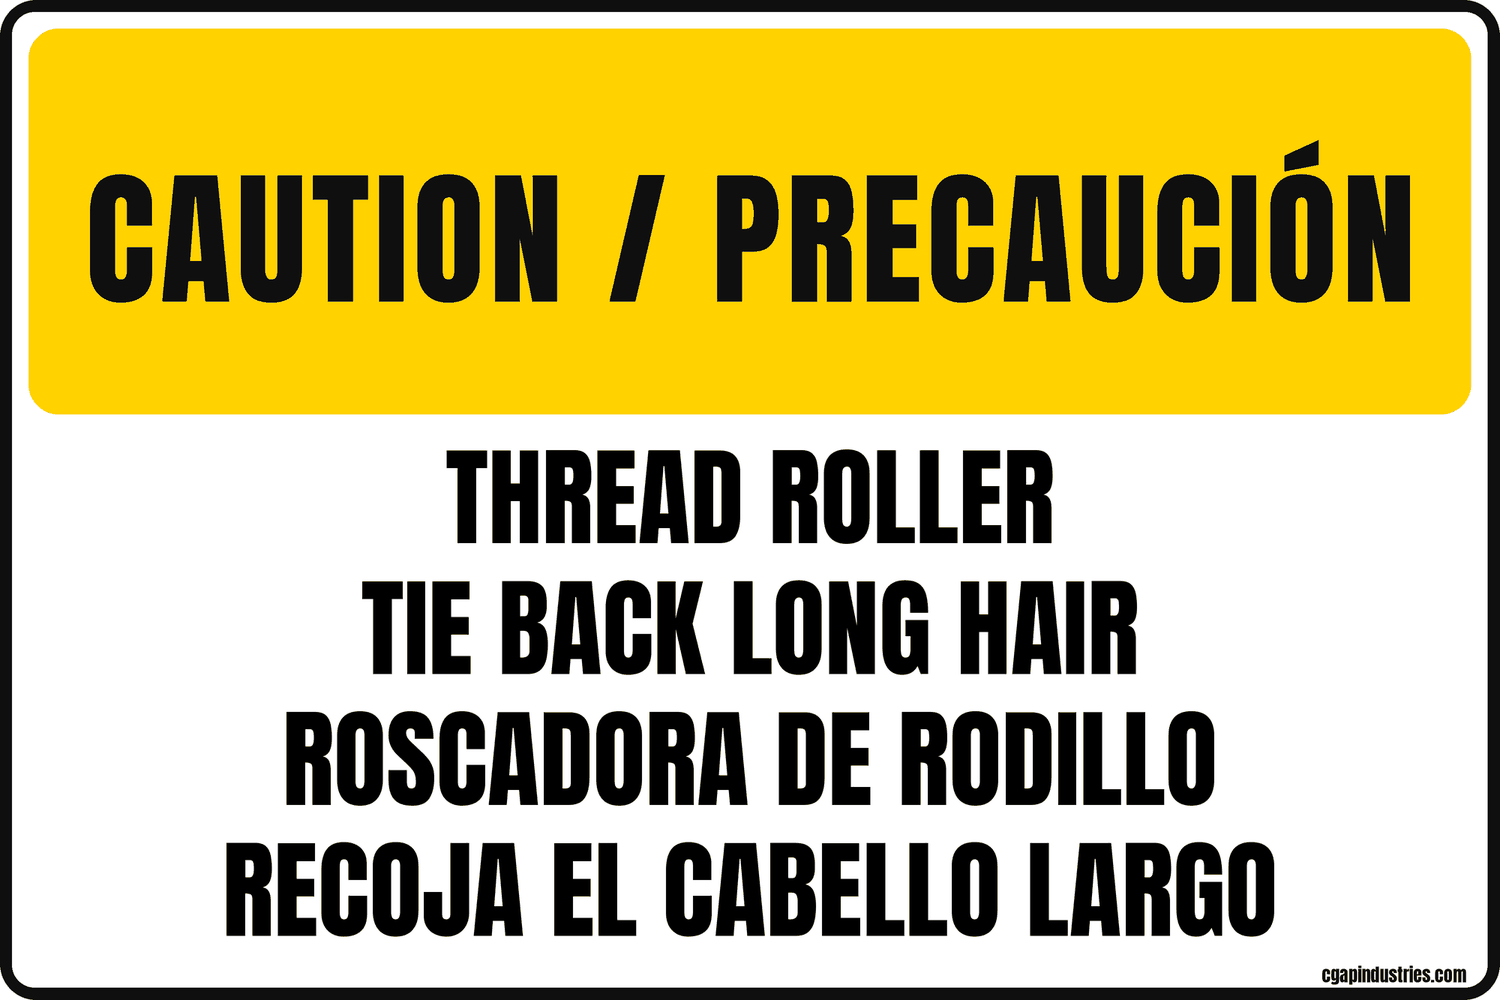 CAUTION / PRECAUCIÓN
THREAD ROLLER
TIE BACK LONG HAIR
ROSCADORA DE RODILLO
RECOJA EL CABELLO LARGO
cgapindustries.com